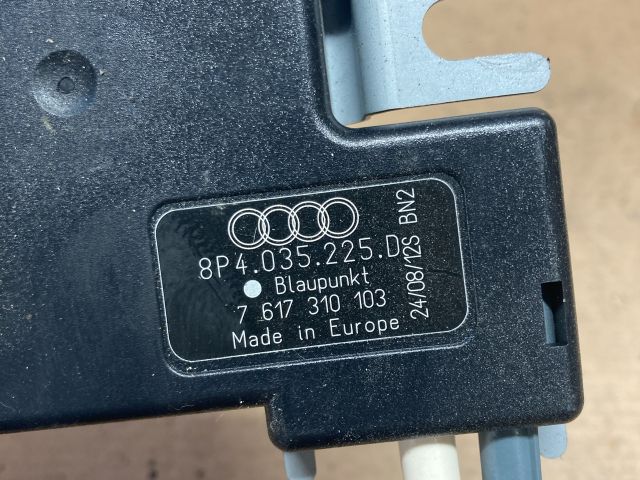 8P4.035.225.D
Blaupunkt
7 617 310 103
Made in Europe
24/08/12S BN2